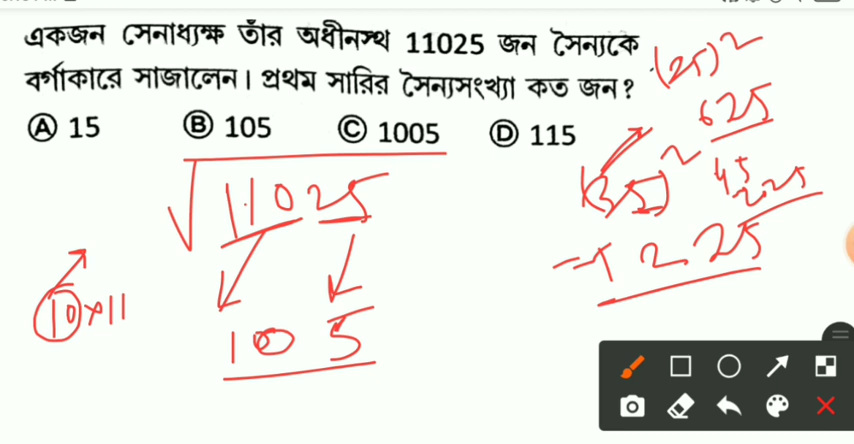 একজন সেনাধ্যক্ষ তাঁর অধীনস্থ 11025 জন সৈন্যকে
বর্গাকারে সাজালেন। প্রথম সারির সৈন্যসংখ্যা কত জন?
(A) 15 (B) 105 (C) 1005 (D) 115
(25)²
625
√11025
(35)²
225
1225
10×11
105